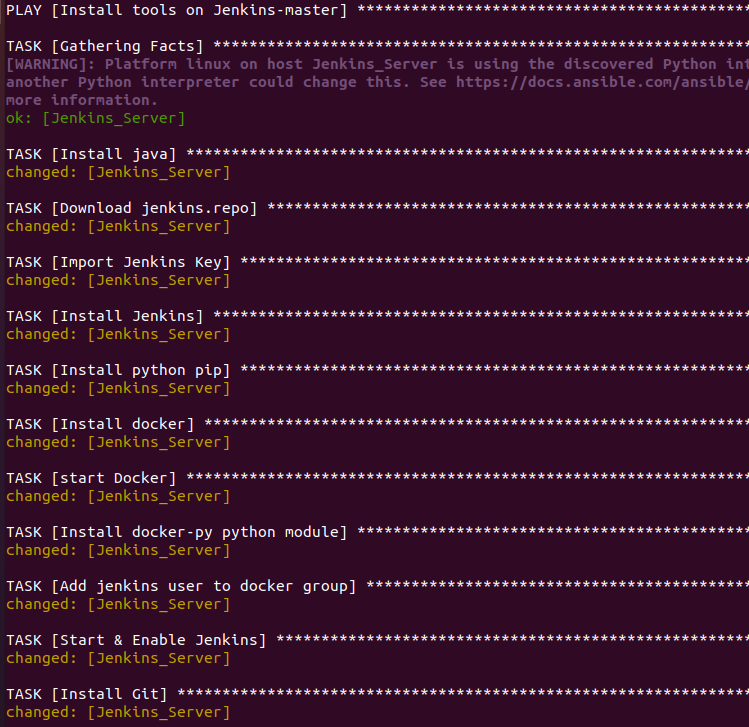 PLAY [Install tools on Jenkins-master] ********************************************
TASK [Gathering Facts] ************************************************************
[WARNING]: Platform linux on host Jenkins_Server is using the discovered Python int
another Python interpreter could change this. See https://docs.ansible.com/ansible/
more information.
ok: [Jenkins_Server]
TASK [Install java] ***************************************************************
changed: [Jenkins_Server]
TASK [Download jenkins.repo] ******************************************************
changed: [Jenkins_Server]
TASK [Import Jenkins Key] *********************************************************
changed: [Jenkins_Server]
TASK [Install Jenkins] ************************************************************
changed: [Jenkins_Server]
TASK [Install python pip] *********************************************************
changed: [Jenkins_Server]
TASK [Install docker] *************************************************************
changed: [Jenkins_Server]
TASK [start Docker] ***************************************************************
changed: [Jenkins_Server]
TASK [Install docker-py python module] ********************************************
changed: [Jenkins_Server]
TASK [Add jenkins user to docker group] *******************************************
changed: [Jenkins_Server]
TASK [Start & Enable Jenkins] *****************************************************
changed: [Jenkins_Server]
TASK [Install Git] ****************************************************************
changed: [Jenkins_Server]